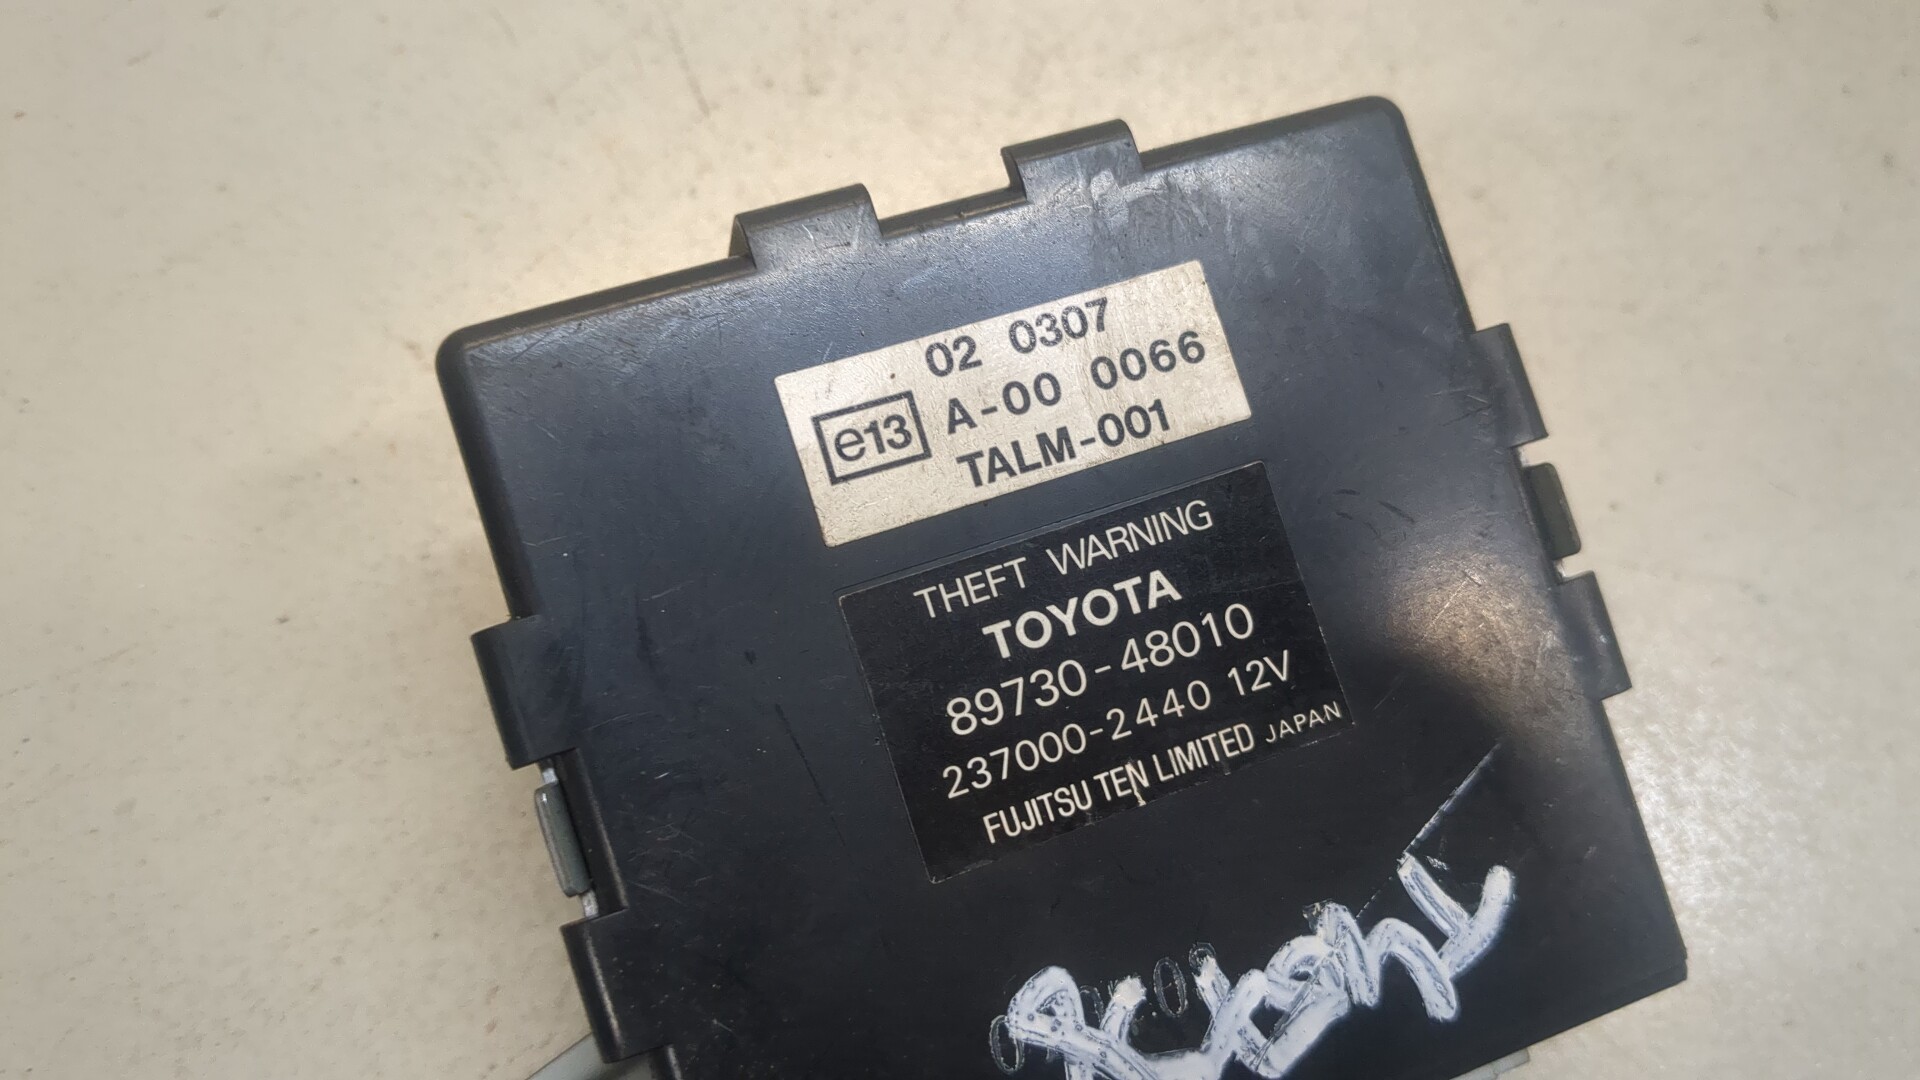 02 0307
e13 A-00 0066
TALM-001
THEFT WARNING
TOYOTA
89730-48010
237000-2440 12V
FUJITSU TEN LIMITED JAPAN